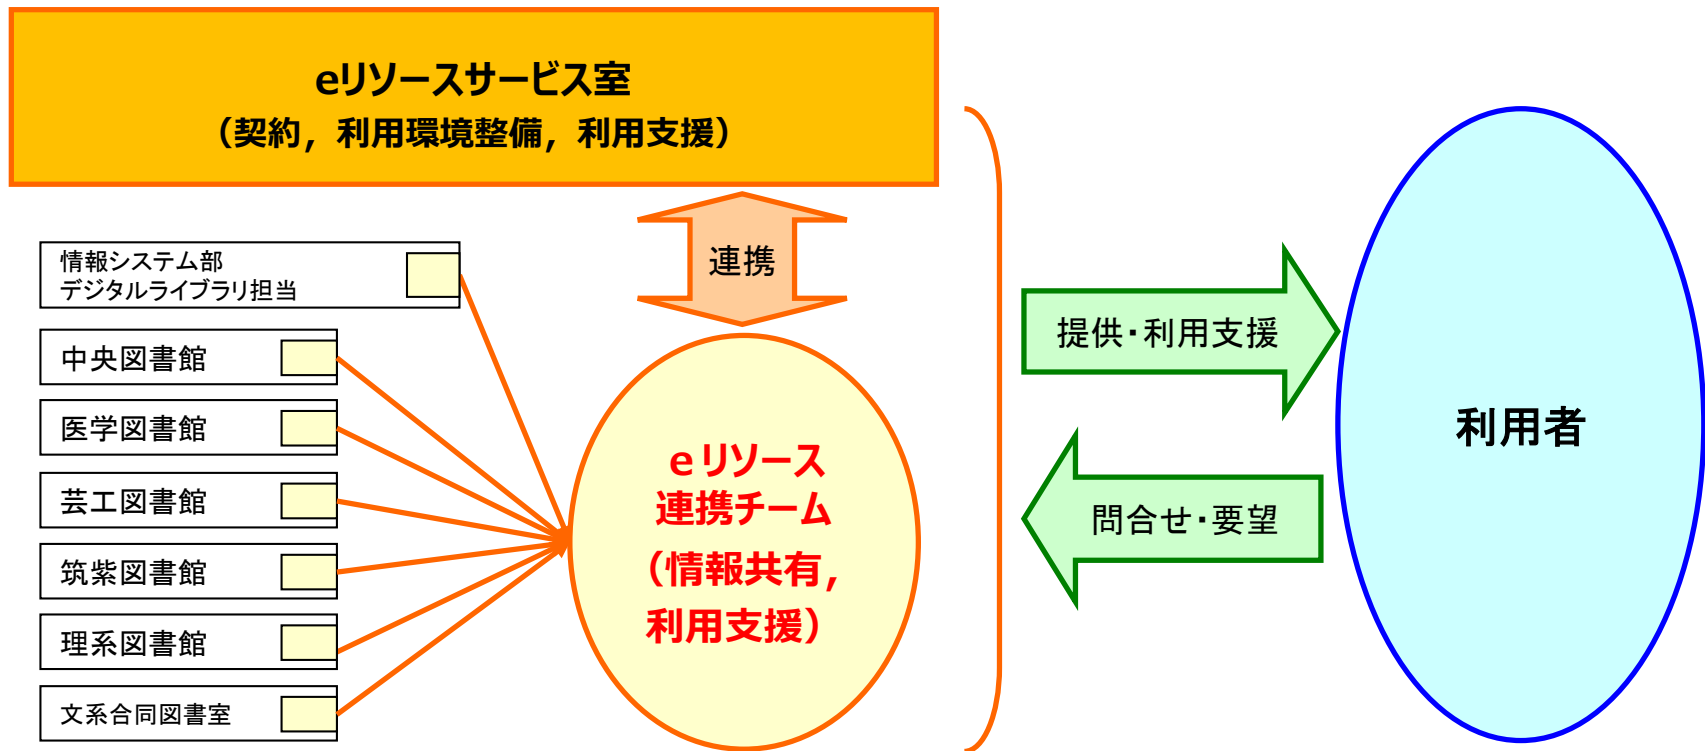 eリソースサービス室
（契約，利用環境整備，利用支援）
連携
情報システム部
デジタルライブラリ担当
中央図書館
医学図書館
芸工図書館
筑紫図書館
理系図書館
文系合同図書室
eリソース
連携チーム
（情報共有，
利用支援）
提供・利用支援
問合せ・要望
利用者